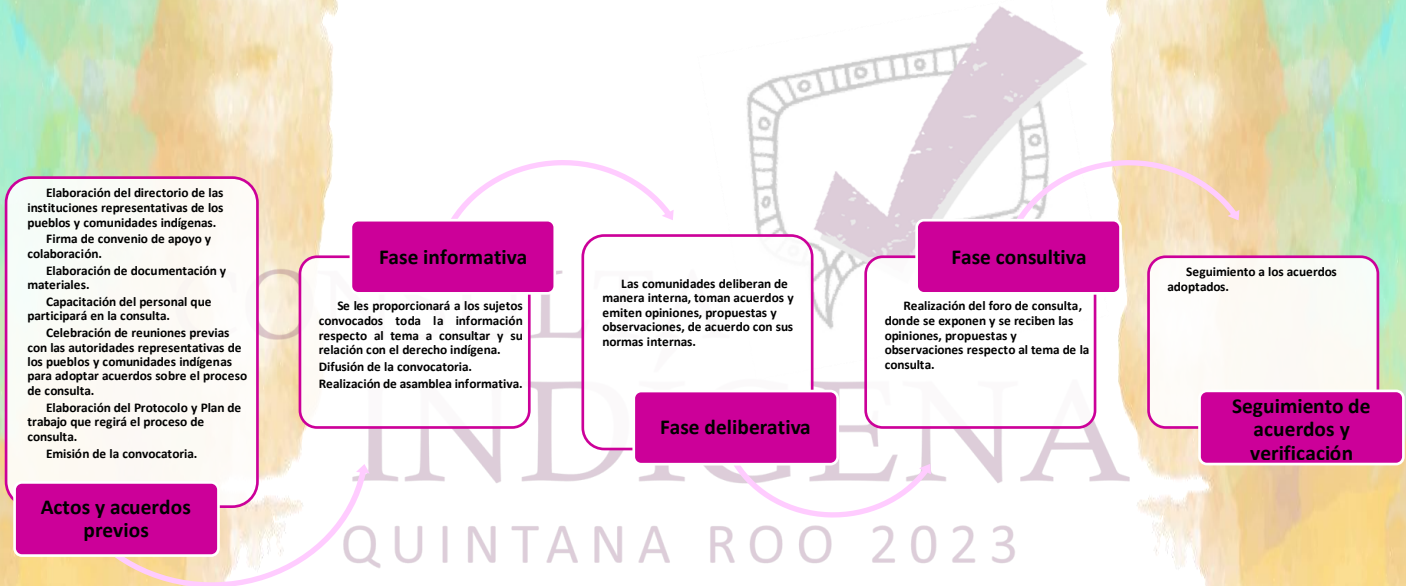 Elaboración del directorio de las
instituciones representativas de los
pueblos y comunidades indígenas.
Firma de convenio de apoyo y
colaboración.
Elaboración de documentación y
materiales.
Capacitación del personal que
participará en la consulta.
Celebración de reuniones previas
con las autoridades representativas de
los pueblos y comunidades indígenas
para adoptar acuerdos sobre el proceso
de consulta.
Elaboración del Protocolo y Plan de
trabajo que regirá el proceso de
consulta.
Emisión de la convocatoria.
Actos y acuerdos
previos
Fase informativa
Se les proporcionará a los sujetos
convocados toda la información
respecto al tema a consultar y su
relación con el derecho indígena.
Difusión de la convocatoria.
Realización de asamblea informativa.
Las comunidades deliberan de
manera interna, toman acuerdos y
emiten opiniones, propuestas y
observaciones, de acuerdo con sus
normas internas.
Fase deliberativa
Fase consultiva
Realización del foro de consulta,
donde se exponen y se reciben las
opiniones, propuestas y
observaciones respecto al tema de la
consulta.
Seguimiento a los acuerdos
adoptados.
Seguimiento de
acuerdos y
verificación
INDÍGENA
QUINTANA ROO 2023